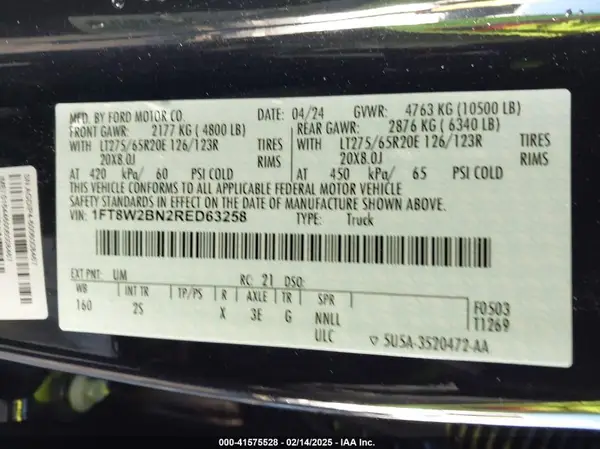 MFD. BY FORD MOTOR CO. DATE: 04/24 GVWR: 4763 KG (10500 LB)
FRONT GAWR: 2177 KG (4800 LB) REAR GAWR: 2876 KG (6340 LB)
WITH LT275/65R20E 126/123R TIRES WITH LT275/65R20E 126/123R TIRES
20X8.0J RIMS 20X8.0J RIMS
AT 420 kPa/ 60 PSI COLD AT 450 kPa/ 65 PSI COLD
THIS VEHICLE CONFORMS TO ALL APPLICABLE FEDERAL MOTOR VEHICLE
SAFETY STANDARDS IN EFFECT ON THE DATE OF MANUFACTURE SHOWN ABOVE.
VIN: 1FT8W2BN2RED63258 TYPE: Truck
EXT PNT: UM RC: 21 DSO:
WB INT TR TP/PS R AXLE TR SPR
160 2S X 3E G NNLL
ULC
F0503
T1269
5U5A-3520472-AA
00-41575528 - 02/14/2025 - IAA Inc.